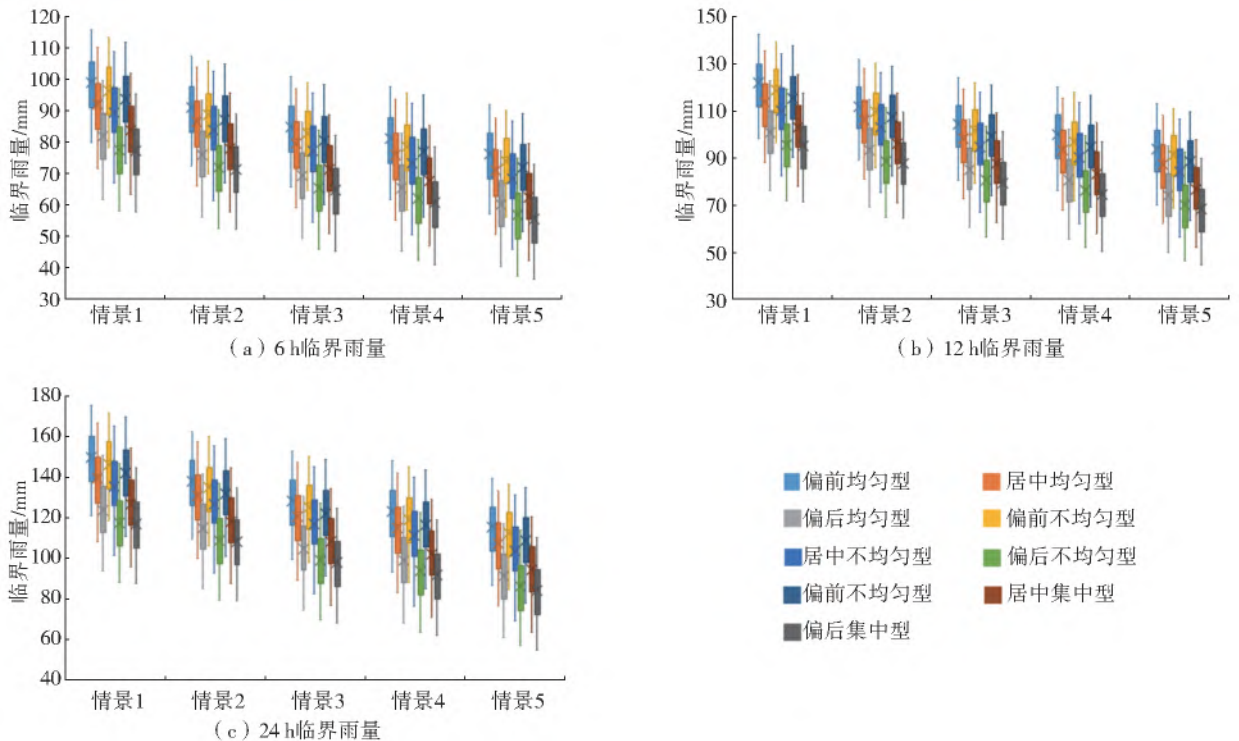 120
110
100
90
80
70
60
50
40
30
临界雨量/mm
情景1 情景2 情景3 情景4 情景5
（a）6 h临界雨量
150
130
110
90
70
50
30
临界雨量/mm
情景1 情景2 情景3 情景4 情景5
（b）12 h临界雨量
180
160
140
120
100
80
60
40
临界雨量/mm
情景1 情景2 情景3 情景4 情景5
（c）24 h临界雨量
偏前均匀型 居中均匀型
偏后均匀型 偏前不均匀型
居中不均匀型 偏后不均匀型
偏前不均匀型 居中集中型
偏后集中型